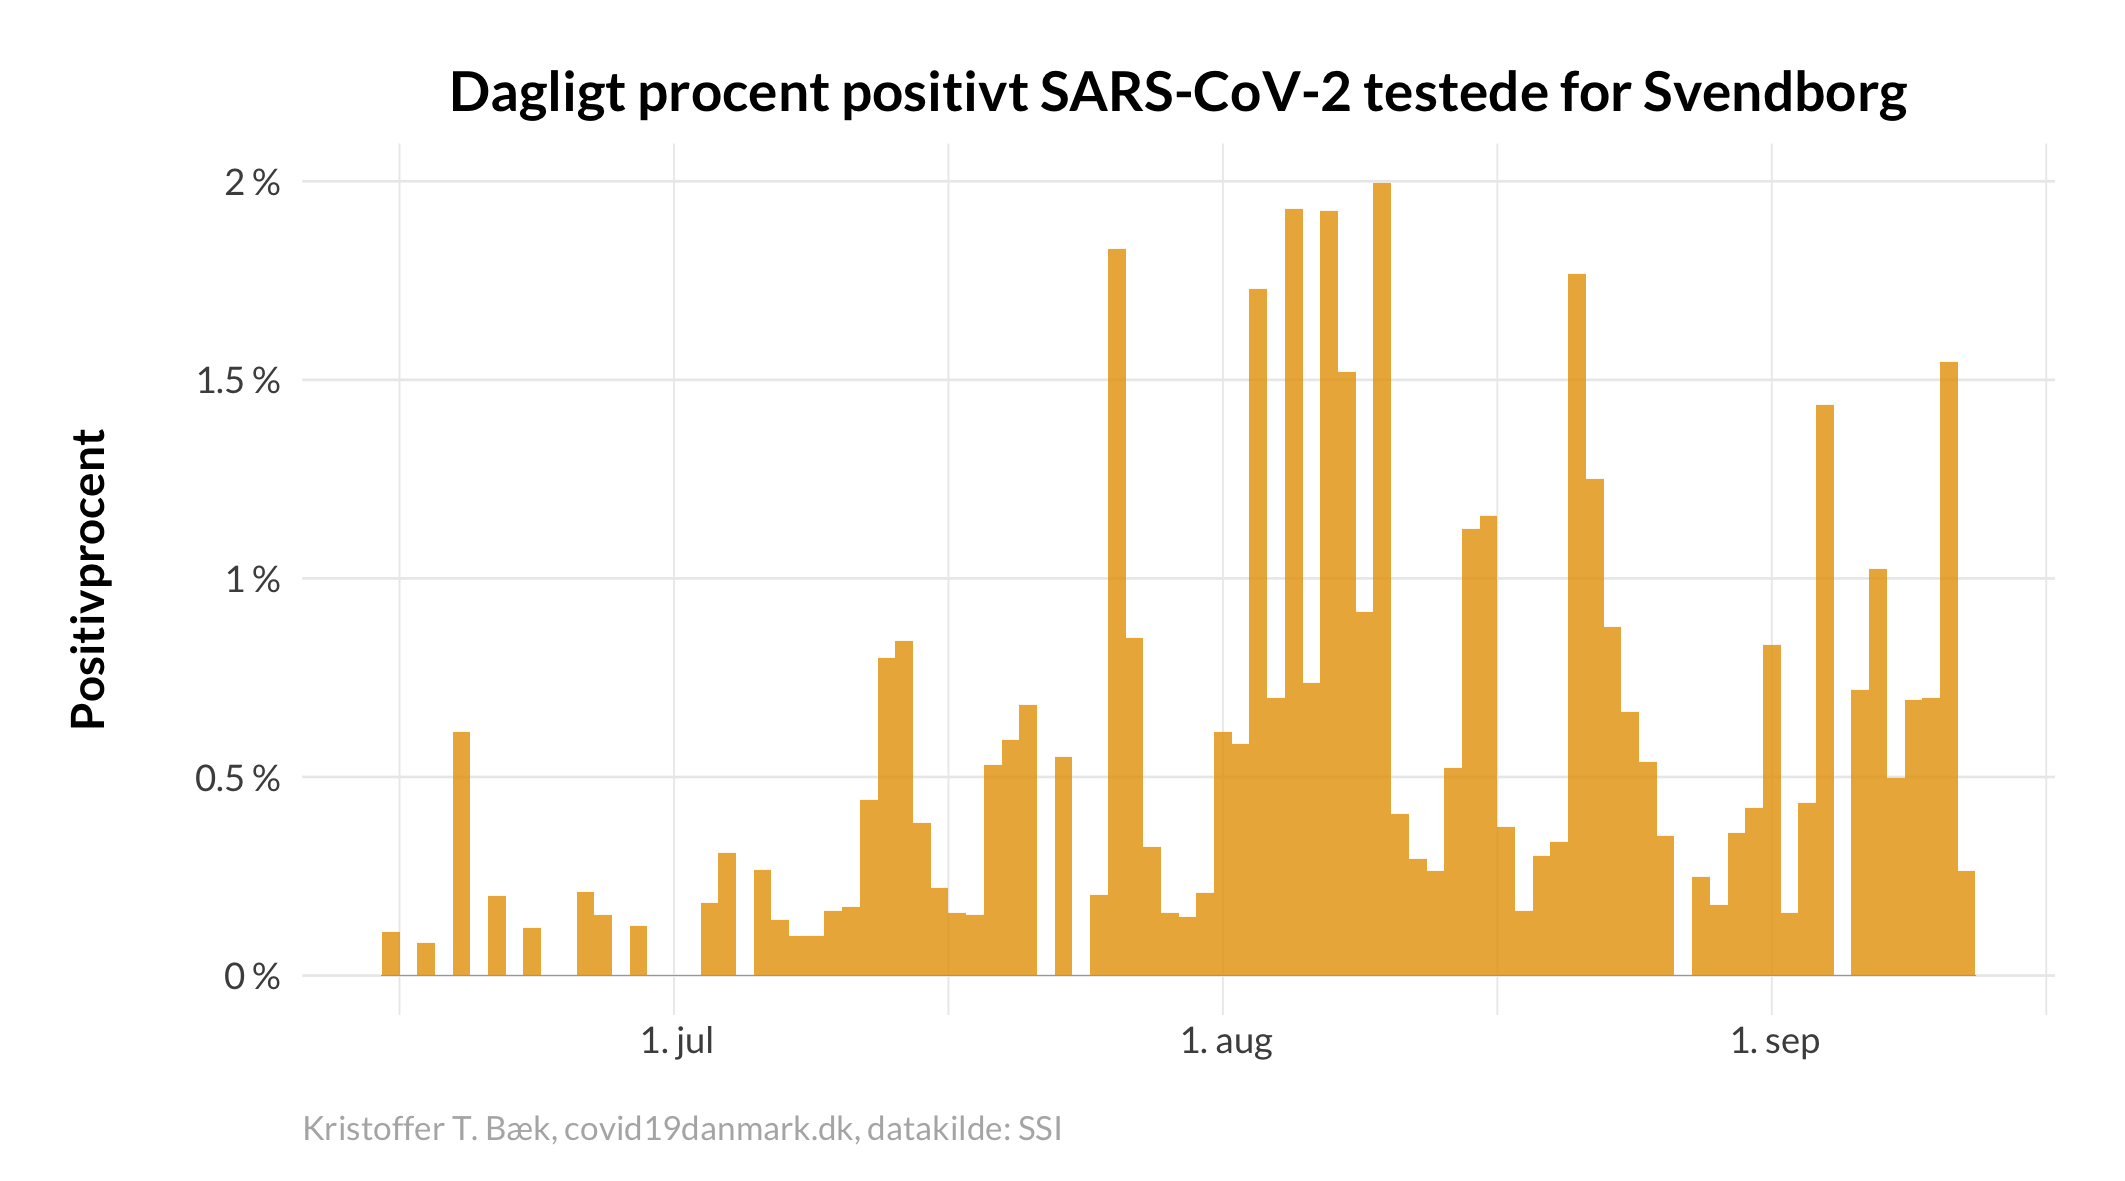 Dagligt procent positivt SARS-CoV-2 testede for Svendborg
Positivprocent
2 %
1.5 %
1 %
0.5 %
0 %
1. jul
1. aug
1. sep
Kristoffer T. Bæk, covid19danmark.dk, datakilde: SSI